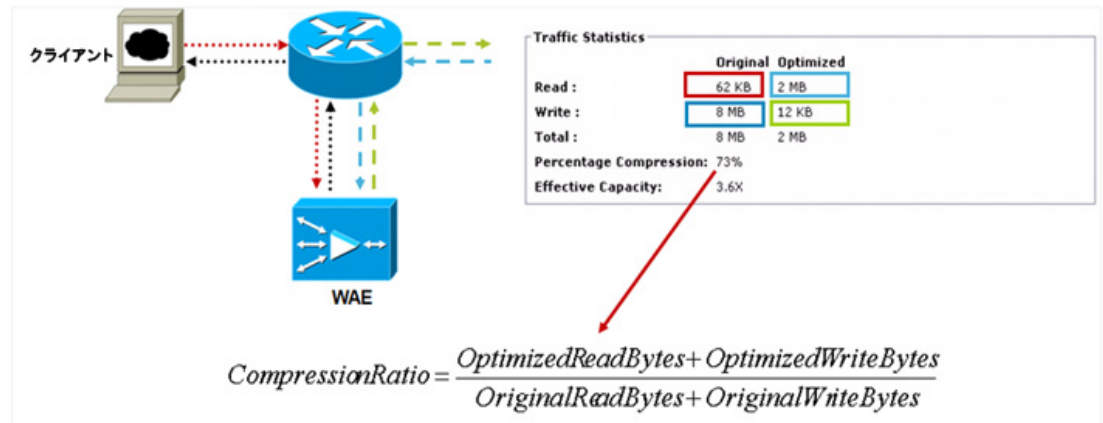 クライアント
Traffic Statistics
Original Optimized
Read : 62 KB 2 MB
Write : 8 MB 12 KB
Total : 8 MB 2 MB
Percentage Compression: 73%
Effective Capacity: 3.6X
WAE
CompressionRatio = OptimizedReadBytes + OptimizedWriteBytes
OriginalReadBytes + OriginalWriteBytes